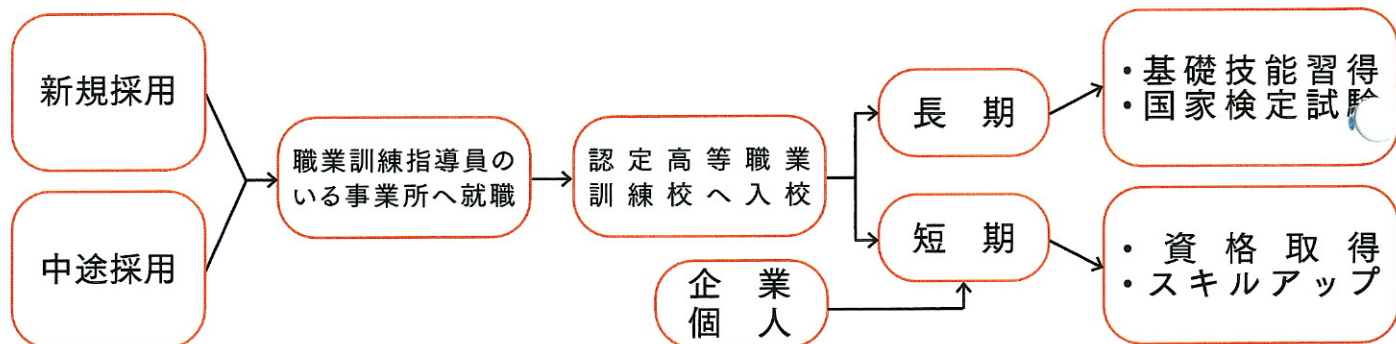 新規採用
中途採用
職業訓練指導員の
いる事業所へ就職
認定高等職業
訓練校へ入校
長期
短期
企業
個人
・基礎技能習得
・国家検定試験
・資格取得
・スキルアップ